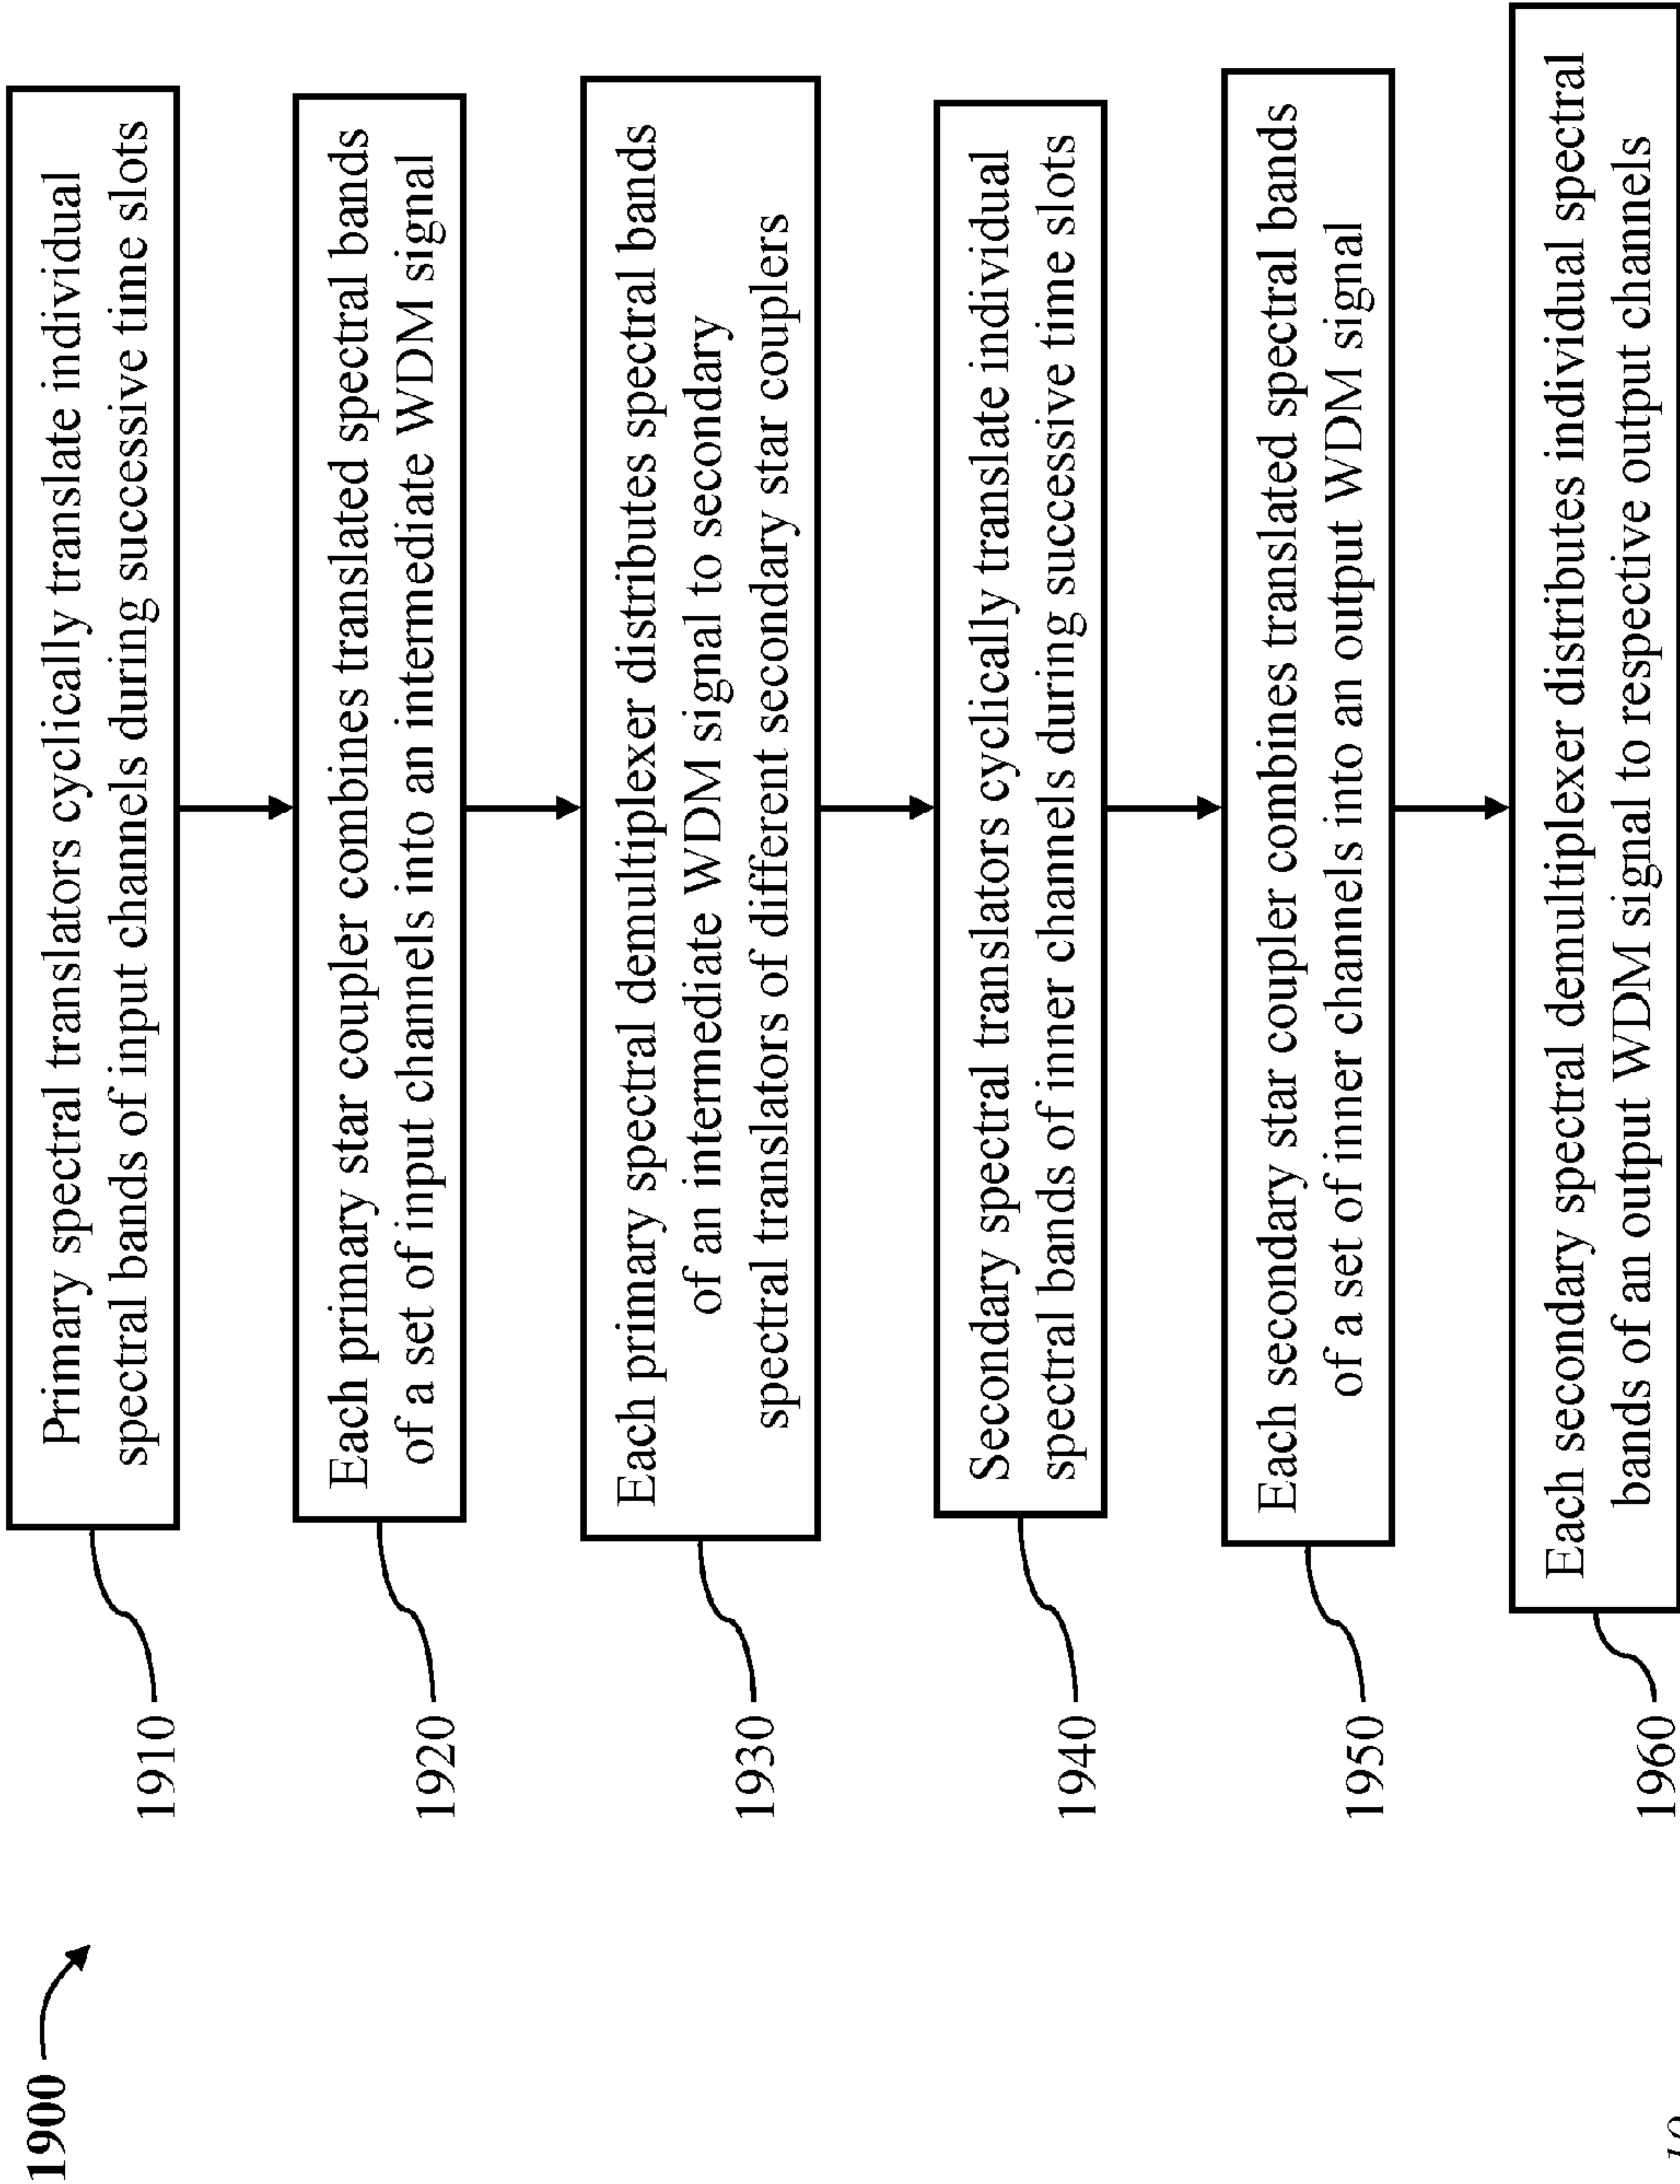 1900
1910
Primary spectral translators cyclically translate individual
spectral bands of input channels during successive time slots
1920
Each primary star coupler combines translated spectral bands
of a set of input channels into an intermediate WDM signal
1930
Each primary spectral demultiplexer distributes spectral bands
of an intermediate WDM signal to secondary
spectral translators of different secondary star couplers
1940
Secondary spectral translators cyclically translate individual
spectral bands of inner channels during successive time slots
1950
Each secondary star coupler combines translated spectral bands
of a set of inner channels into an output WDM signal
1960
Each secondary spectral demultiplexer distributes individual spectral
bands of an output WDM signal to respective output channels